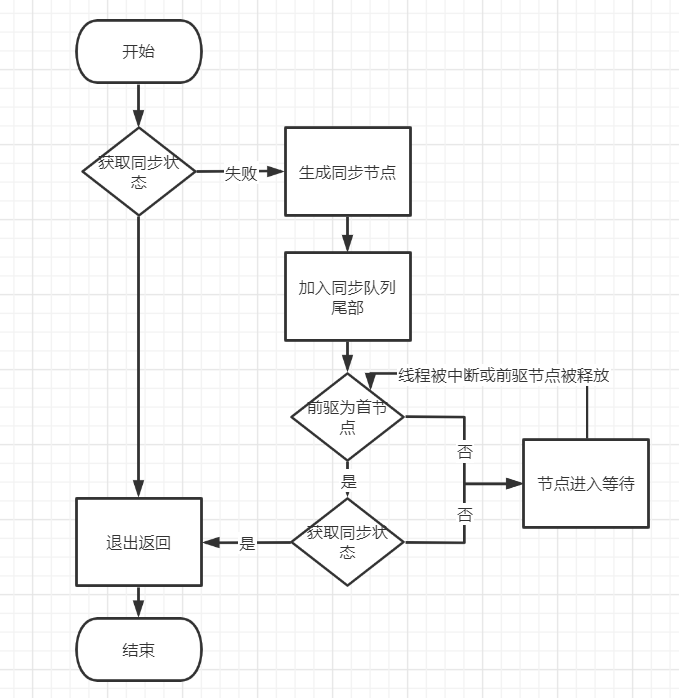 开始
获取同步状
态
失败
生成同步节点
加入同步队列
尾部
线程被中断或前驱节点被释放
前驱为首节
点
否
是
节点进入等待
否
获取同步状
态
是
退出返回
结束